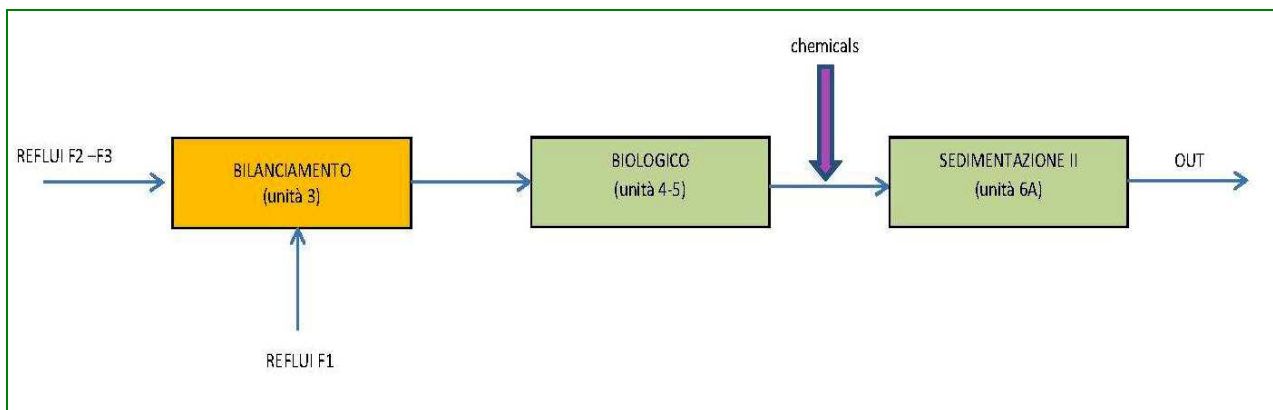 chemicals
REFLUI F2 –F3
BILANCIAMENTO
(unità 3)
BIOLOGICO
(unità 4-5)
SEDIMENTAZIONE II
(unità 6A)
OUT
REFLUI F1